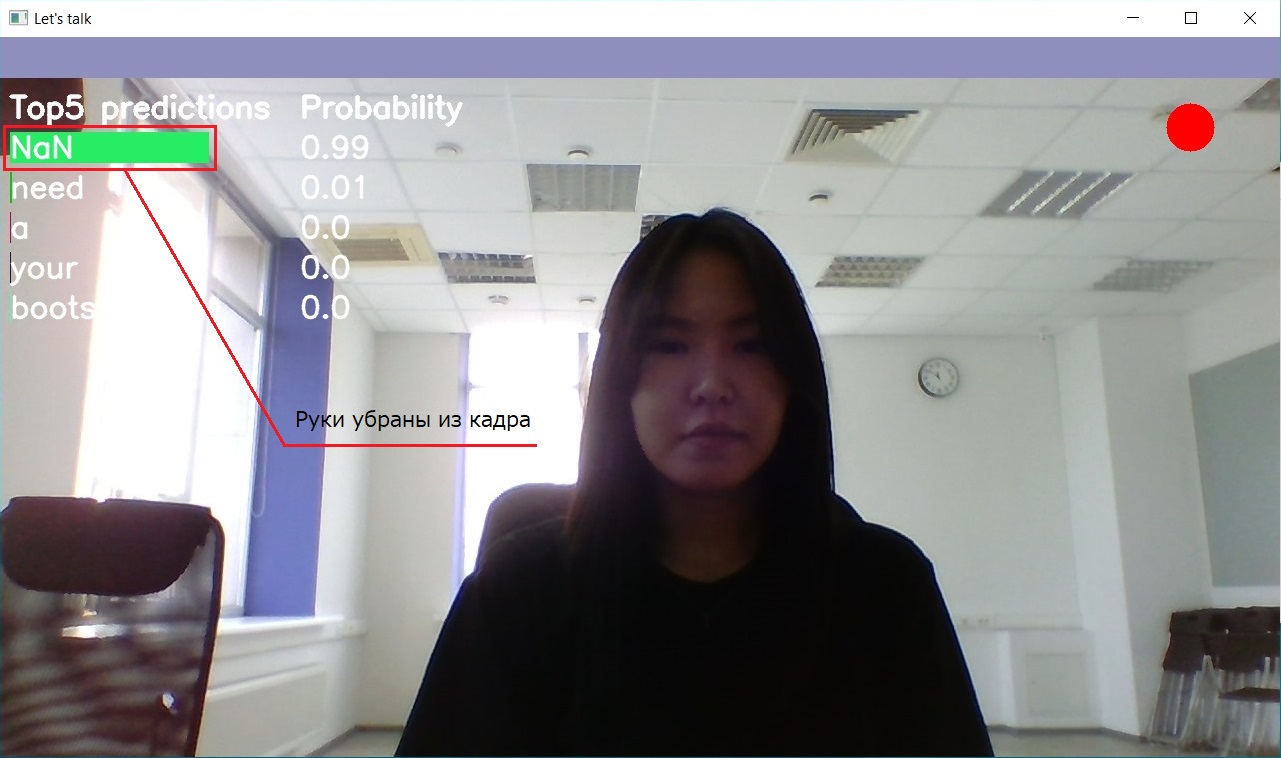 Let's talk
Top5 predictions Probability
NaN 0.99
need 0.01
a 0.0
your 0.0
boots 0.0
Руки убраны из кадра